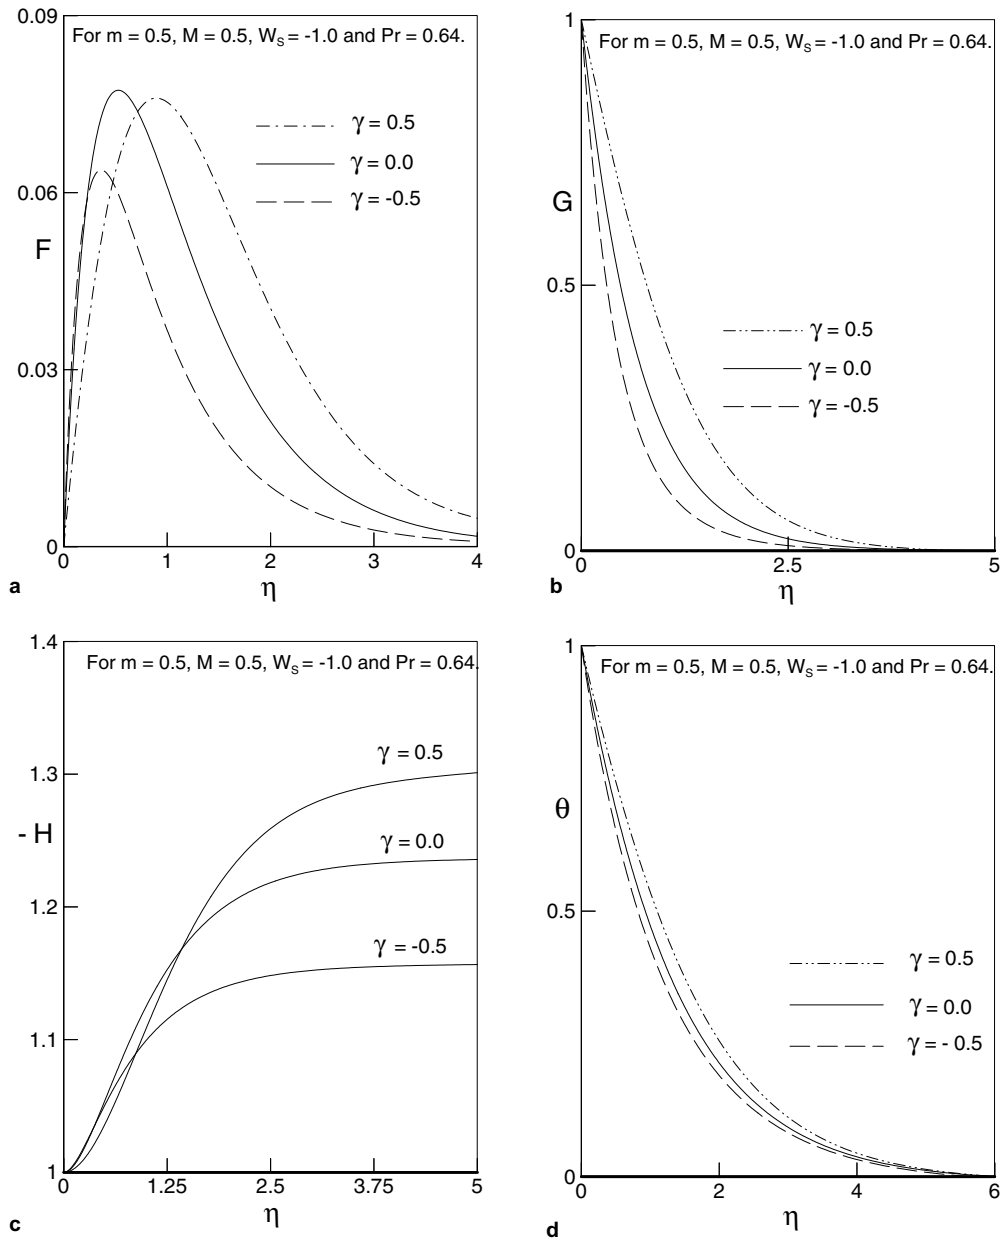 0.09
For m = 0.5, M = 0.5, Wₛ = -1.0 and Pr = 0.64.
γ = 0.5
γ = 0.0
γ = -0.5
0.06
F
0.03
0
0 1 2 3 4
η
a
1
For m = 0.5, M = 0.5, Wₛ = -1.0 and Pr = 0.64.
G
0.5
γ = 0.5
γ = 0.0
γ = -0.5
0
0 2.5 5
η
b
1.4
For m = 0.5, M = 0.5, Wₛ = -1.0 and Pr = 0.64.
γ = 0.5
1.3
- H
γ = 0.0
1.2
γ = -0.5
1.1
1
0 1.25 2.5 3.75 5
η
c
1
For m = 0.5, M = 0.5, Wₛ = -1.0 and Pr = 0.64.
θ
0.5
γ = 0.5
γ = 0.0
γ = - 0.5
0
0 2 4 6
η
d